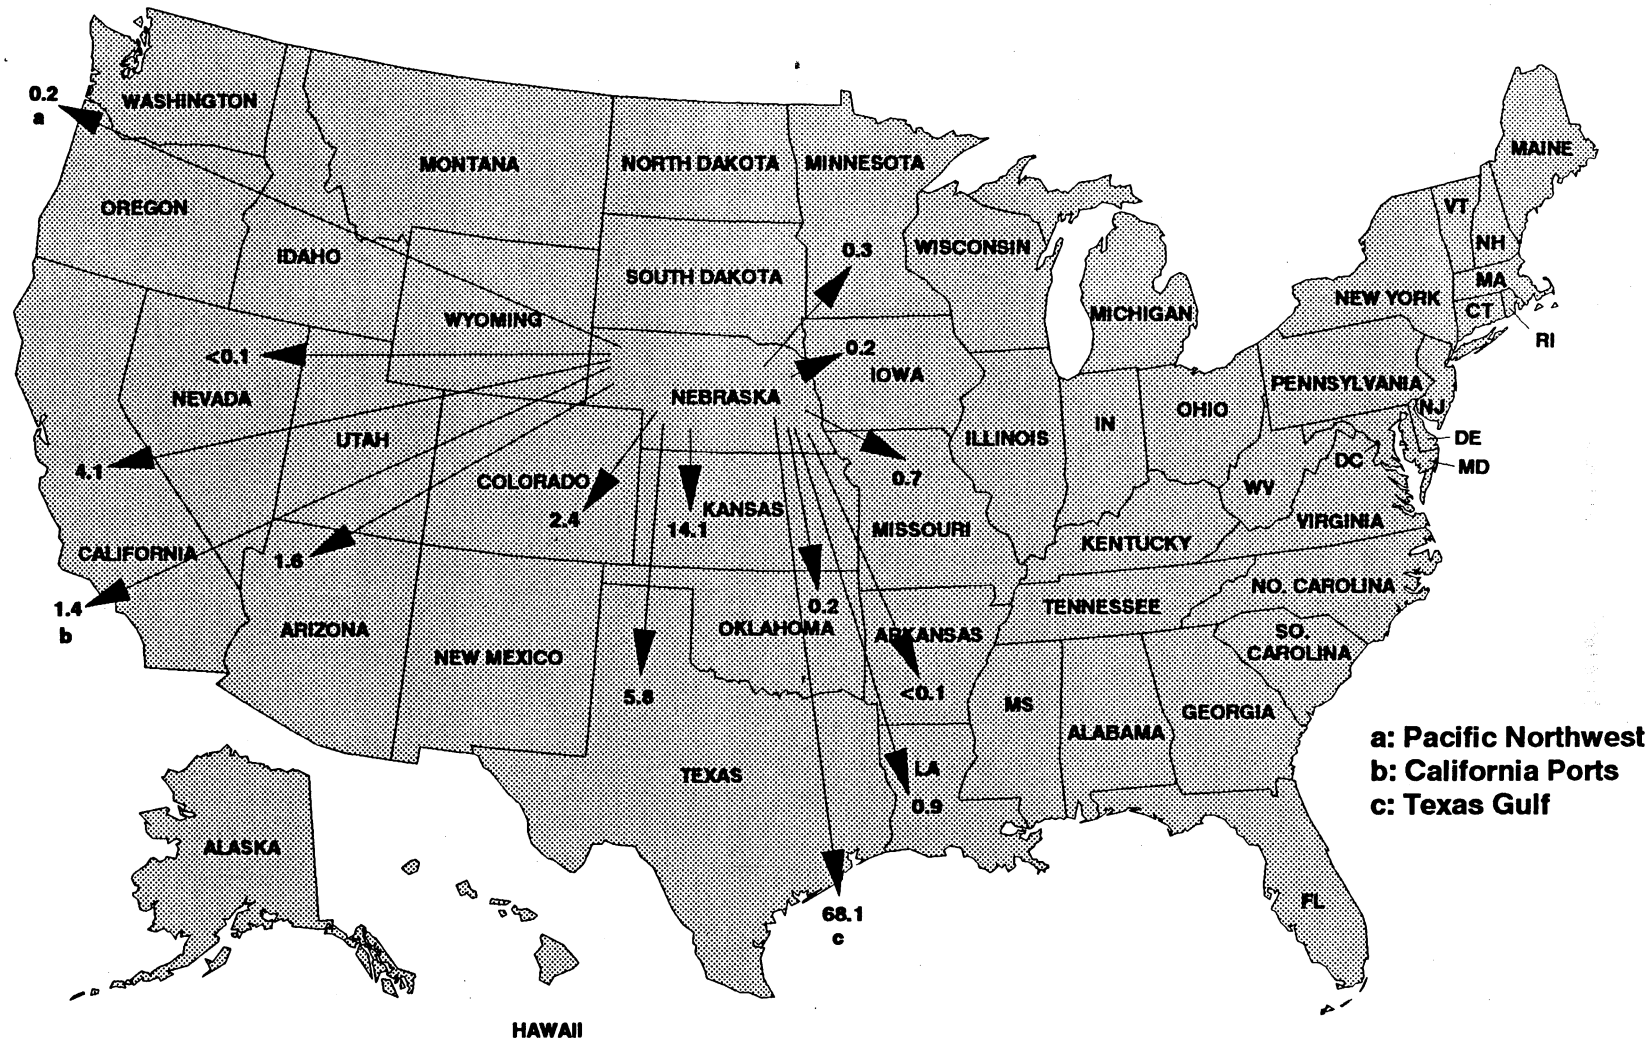 WASHINGTON
0.2
a
MONTANA
NORTH DAKOTA
MINNESOTA
MAINE
OREGON
VT
IDAHO
0.3
WISCONSIN
NH
SOUTH DAKOTA
MA
WYOMING
MICHIGAN
NEW YORK
CT
RI
<0.1
0.2
IOWA
NEVADA
NEBRASKA
PENNSYLVANIA
OHIO
NJ
UTAH
ILLINOIS
IN
DE
4.1
DC
MD
COLORADO
0.7
WV
2.4
14.1
KANSAS
MISSOURI
VIRGINIA
CALIFORNIA
1.6
KENTUCKY
1.4
b
0.2
TENNESSEE
NO. CAROLINA
ARIZONA
OKLAHOMA
ARKANSAS
SO.
CAROLINA
NEW MEXICO
5.8
<0.1
MS
GEORGIA
ALABAMA
a: Pacific Northwest
TEXAS
LA
b: California Ports
0.9
c: Texas Gulf
ALASKA
FL
68.1
c
HAWAII